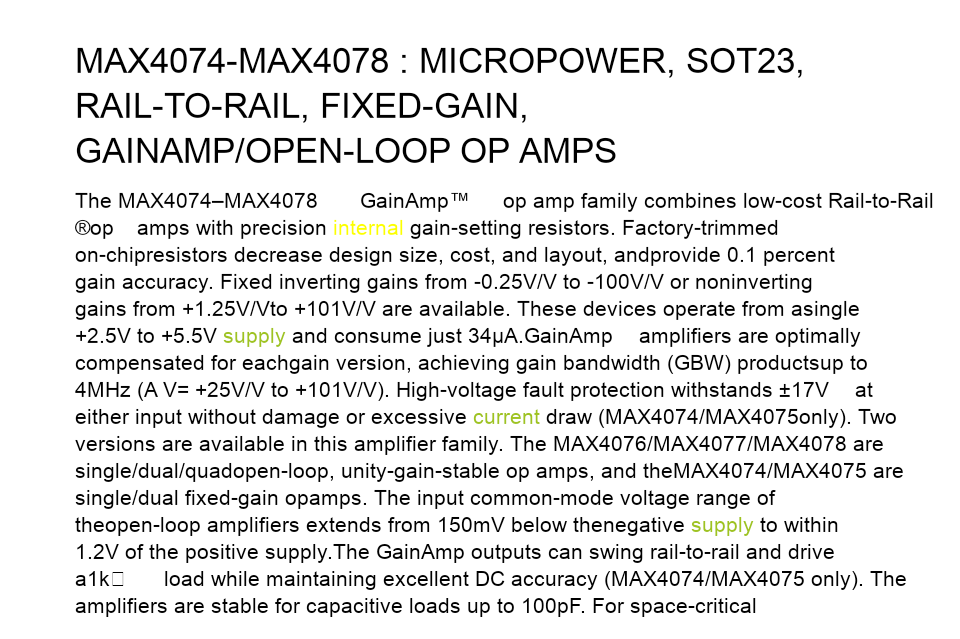 MAX4074-MAX4078 : MICROPOWER, SOT23,
RAIL-TO-RAIL, FIXED-GAIN,
GAINAMP/OPEN-LOOP OP AMPS
The MAX4074–MAX4078 GainAmp™ op amp family combines low-cost Rail-to-Rail
®op amps with precision internal gain-setting resistors. Factory-trimmed
on-chipresistors decrease design size, cost, and layout, andprovide 0.1 percent
gain accuracy. Fixed inverting gains from -0.25V/V to -100V/V or noninverting
gains from +1.25V/Vto +101V/V are available. These devices operate from asingle
+2.5V to +5.5V supply and consume just 34µA.GainAmp amplifiers are optimally
compensated for eachgain version, achieving gain bandwidth (GBW) productsup to
4MHz (A V= +25V/V to +101V/V). High-voltage fault protection withstands ±17V at
either input without damage or excessive current draw (MAX4074/MAX4075only). Two
versions are available in this amplifier family. The MAX4076/MAX4077/MAX4078 are
single/dual/quadopen-loop, unity-gain-stable op amps, and theMAX4074/MAX4075 are
single/dual fixed-gain opamps. The input common-mode voltage range of
theopen-loop amplifiers extends from 150mV below thenegative supply to within
1.2V of the positive supply.The GainAmp outputs can swing rail-to-rail and drive
a1k□ load while maintaining excellent DC accuracy (MAX4074/MAX4075 only). The
amplifiers are stable for capacitive loads up to 100pF. For space-critical